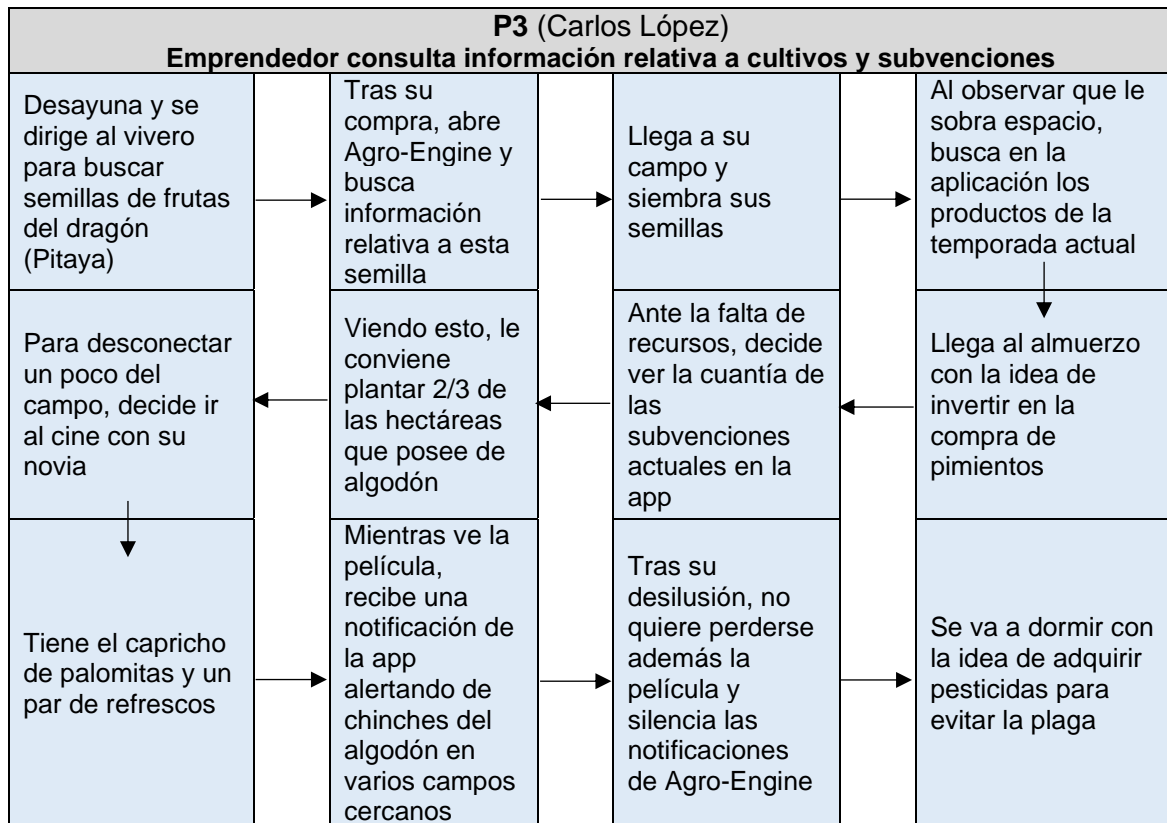 P3 (Carlos López)
Emprendedor consulta información relativa a cultivos y subvenciones
Desayuna y se
dirige al vivero
para buscar
semillas de frutas
del dragón
(Pitaya)
Tras su
compra, abre
Agro-Engine y
busca
información
relativa a esta
semilla
Llega a su
campo y
siembra sus
semillas
Al observar que le
sobra espacio,
busca en la
aplicación los
productos de la
temporada actual
Llega al almuerzo
con la idea de
invertir en la
compra de
pimientos
Ante la falta de
recursos, decide
ver la cuantía de
las
subvenciones
actuales en la
app
Viendo esto, le
conviene
plantar 2/3 de
las hectáreas
que posee de
algodón
Para desconectar
un poco del
campo, decide ir
al cine con su
novia
Tiene el capricho
de palomitas y un
par de refrescos
Mientras ve la
película,
recibe una
notificación de
la app
alertando de
chinches del
algodón en
varios campos
cercanos
Tras su
desilusión, no
quiere perderse
además la
película y
silencia las
notificaciones
de Agro-Engine
Se va a dormir con
la idea de adquirir
pesticidas para
evitar la plaga